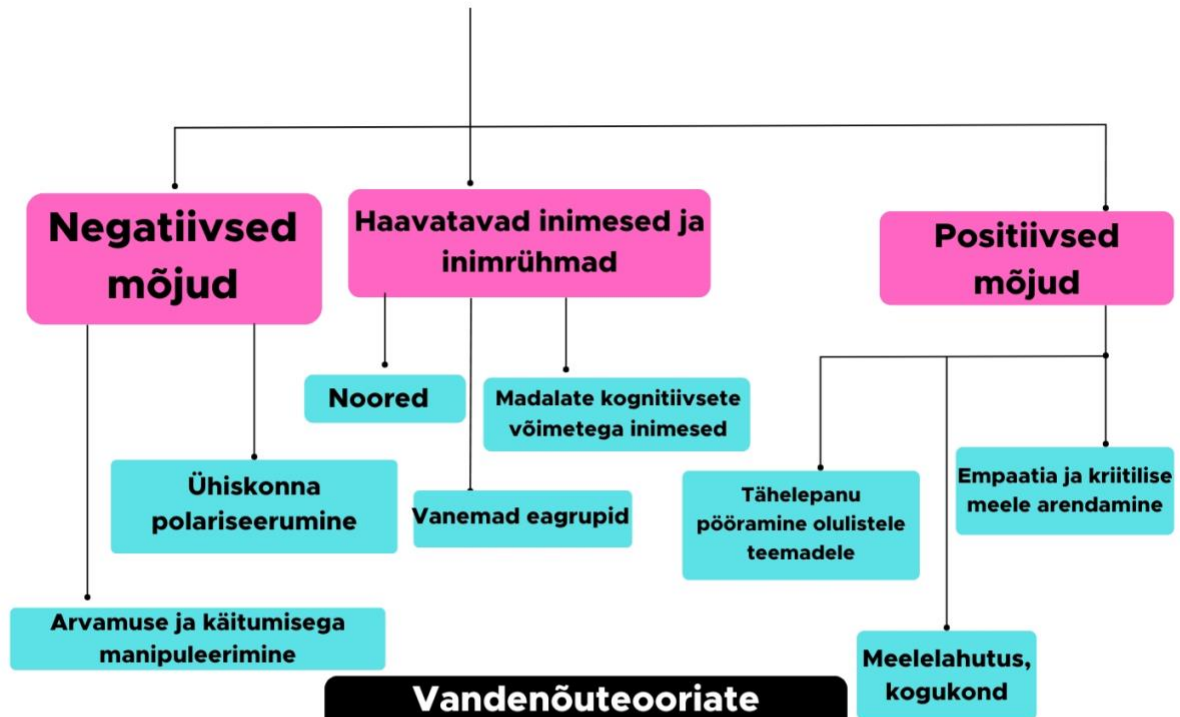 Negatiivsed
mõjud
Haavatavad inimesed ja
inimrühmad
Positiivsed
mõjud
Noored
Madalate kognitiivsete
võimetega inimesed
Ühiskonna
polariseerumine
Vanemad eagrupid
Tähelepanu
pööramine olulistele
teemadele
Empaatia ja kriitilise
meele arendamine
Arvamuse ja käitumisega
manipuleerimine
Meelelahutus,
kogukond
Vandenõuteooriate